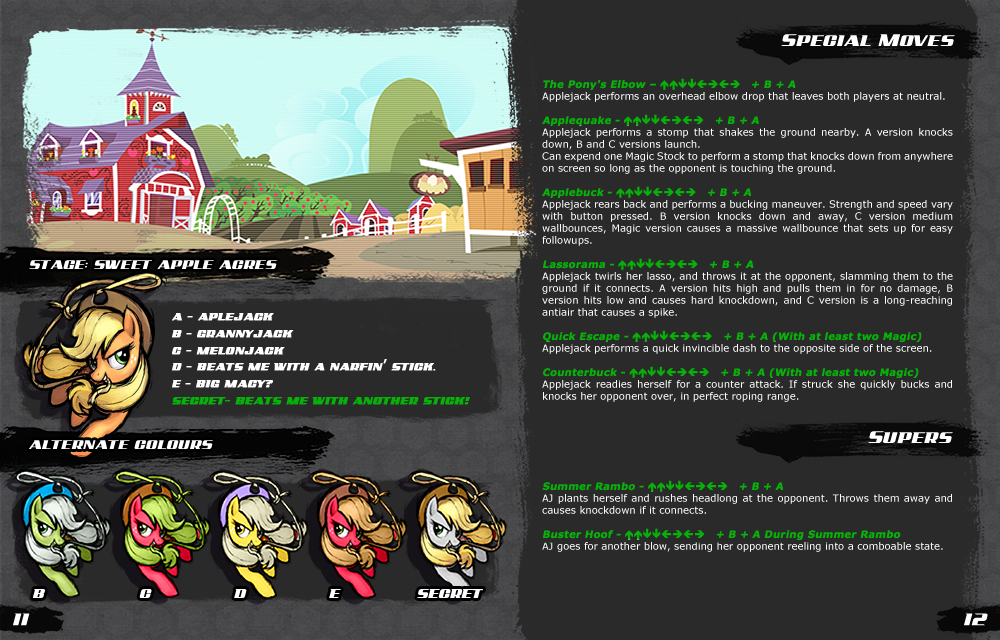 STAGE: SWEET APPLE ACRES
A - APLEJACK
B - GRANNYJACK
C - MELONJACK
D - BEATS ME WITH A NARFIN' STICK.
E - BIG MACY?
SECRET- BEATS ME WITH ANOTHER STICK!
ALTERNATE COLOURS
B
C
D
E
SECRET
11
SPECIAL MOVES
The Pony's Elbow – ↑↑↓↓←→←→ + B + A
Applejack performs an overhead elbow drop that leaves both players at neutral.
Applequake - ↑↑↓↓←→←→ + B + A
Applejack performs a stomp that shakes the ground nearby. A version knocks
down, B and C versions launch.
Can expend one Magic Stock to perform a stomp that knocks down from anywhere
on screen so long as the opponent is touching the ground.
Applebuck - ↑↑↓↓←→←→ + B + A
Applejack rears back and performs a bucking maneuver. Strength and speed vary
with button pressed. B version knocks down and away, C version medium
wallbounces, Magic version causes a massive wallbounce that sets up for easy
followups.
Lassorama - ↑↑↓↓←→←→ + B + A
Applejack twirls her lasso, and throws it at the opponent, slamming them to the
ground if it connects. A version hits high and pulls them in for no damage, B
version hits low and causes hard knockdown, and C version is a long-reaching
antiair that causes a spike.
Quick Escape - ↑↑↓↓←→←→ + B + A (With at least two Magic)
Applejack performs a quick invincible dash to the opposite side of the screen.
Counterbuck - ↑↑↓↓←→←→ + B + A (With at least two Magic)
Applejack readies herself for a counter attack. If struck she quickly bucks and
knocks her opponent over, in perfect roping range.
SUPERS
Summer Rambo - ↑↑↓↓←→←→ + B + A
AJ plants herself and rushes headlong at the opponent. Throws them away and
causes knockdown if it connects.
Buster Hoof - ↑↑↓↓←→←→ + B + A During Summer Rambo
AJ goes for another blow, sending her opponent reeling into a comboable state.
12